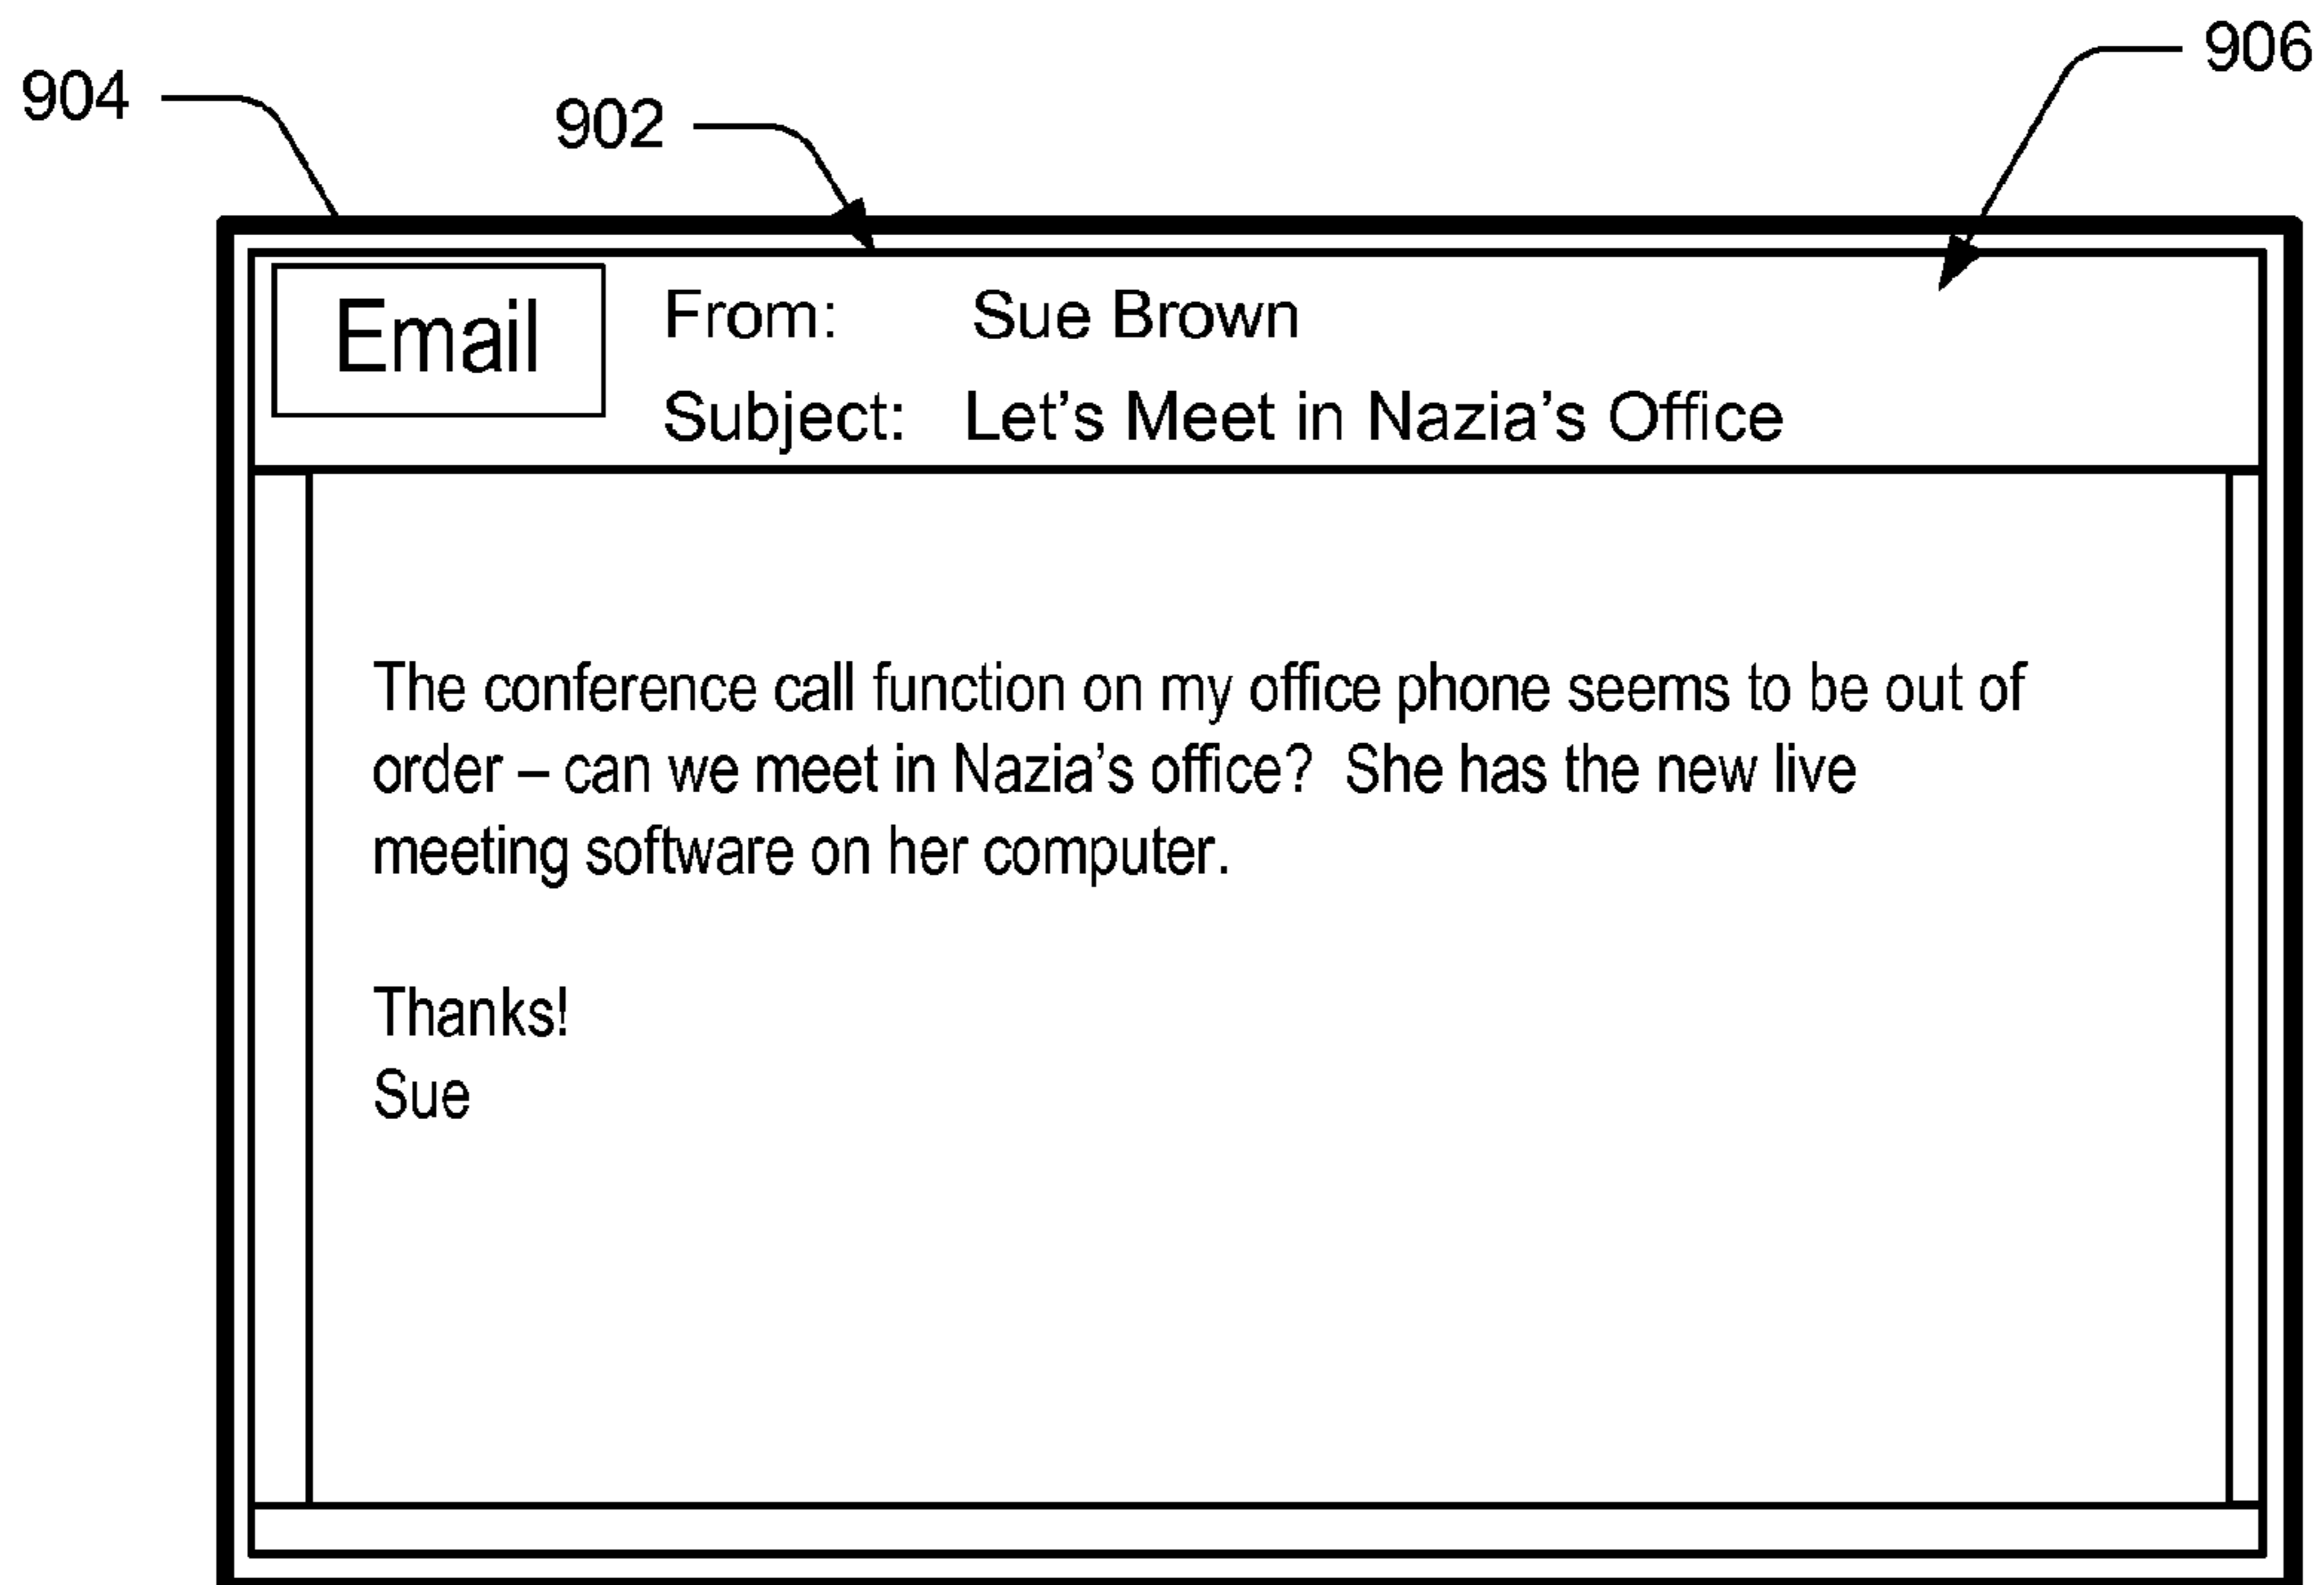 906
904
902
Email
From: Sue Brown
Subject: Let's Meet in Nazia's Office
The conference call function on my office phone seems to be out of
order – can we meet in Nazia's office? She has the new live
meeting software on her computer.
Thanks!
Sue